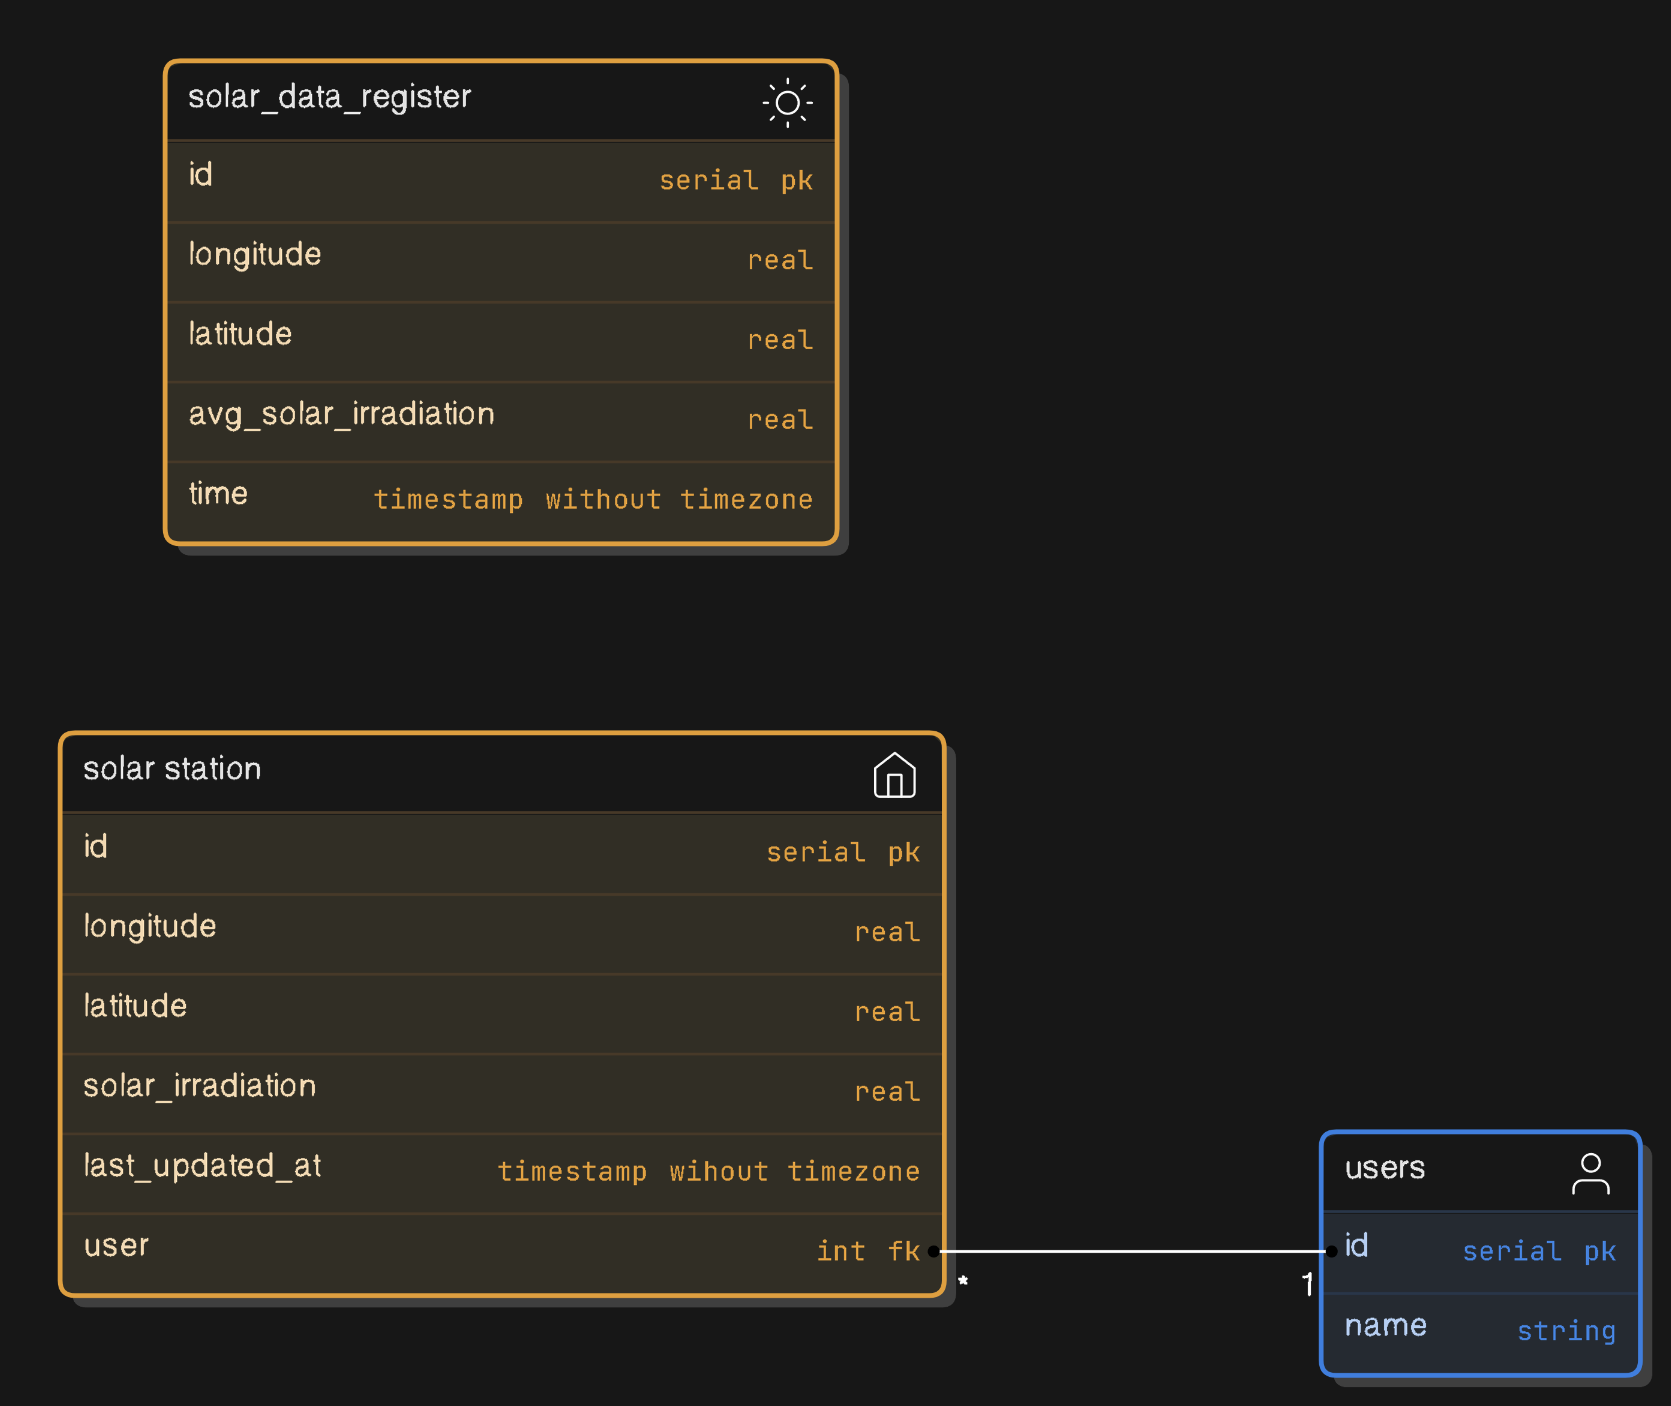 solar_data_register
id serial pk
longitude real
latitude real
avg_solar_irradiation real
time timestamp without timezone
solar station
id serial pk
longitude real
latitude real
solar_irradiation real
last_updated_at timestamp wihout timezone
user int fk
* 1
users
id serial pk
name string